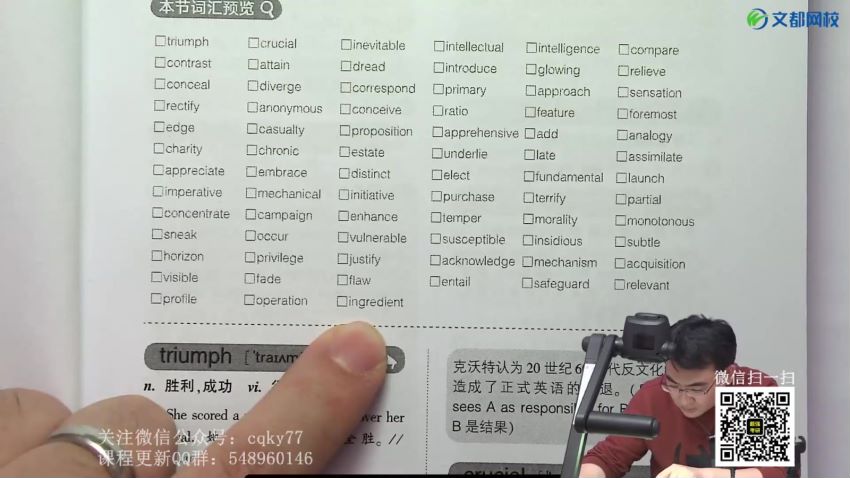 本节词汇预览
文都网校
triumph crucial inevitable intellectual intelligence compare
contrast attain dread introduce glowing relieve
conceal diverge correspond primary approach sensation
rectify anonymous conceive ratio feature foremost
edge casualty proposition apprehensive add analogy
charity chronic estate underlie late assimilate
appreciate embrace distinct elect fundamental launch
imperative mechanical initiative purchase terrify partial
concentrate campaign enhance temper morality monotonous
sneak occur vulnerable susceptible insidious subtle
horizon privilege justify acknowledge mechanism acquisition
visible fade flaw entail safeguard relevant
profile operation ingredient
triumph
n. 胜利,成功 vi.
She scored a
wer her
全胜。//
克沃特认为 20 世纪 6 代反文化
造成了正式英语的 退。(
sees A as responsible for
B 是结果)
crucial
微信扫一扫
关注微信公众号：cqky77
课程更新QQ群：548960146